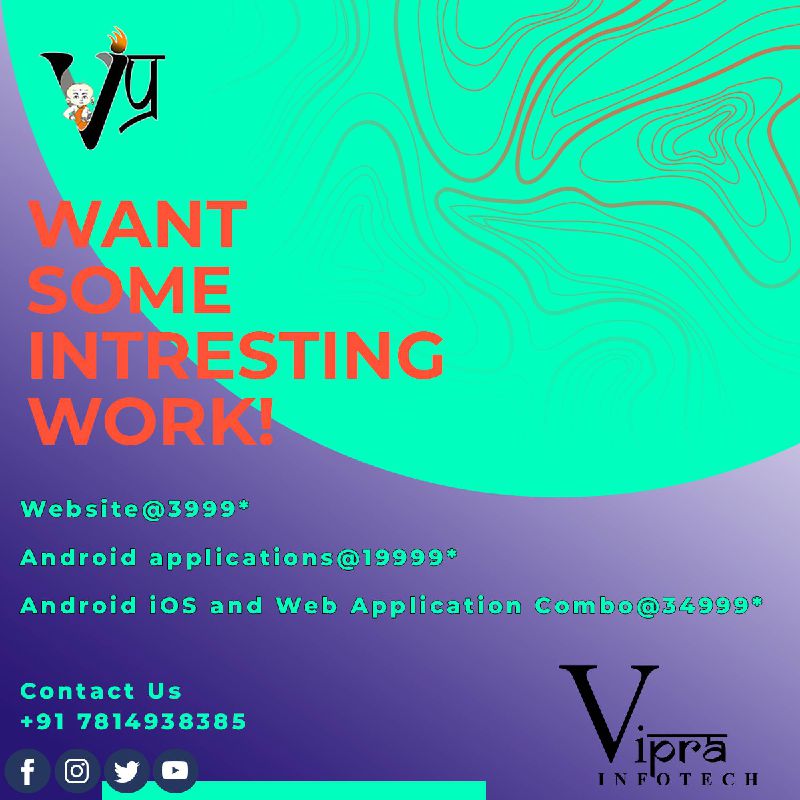 Vy
WANT
SOME
INTRESTING
WORK!
Website@3999*
Android applications@19999*
Android iOS and Web Application Combo@34999*
Contact Us
+91 7814938385
Vipra
INFOTECH